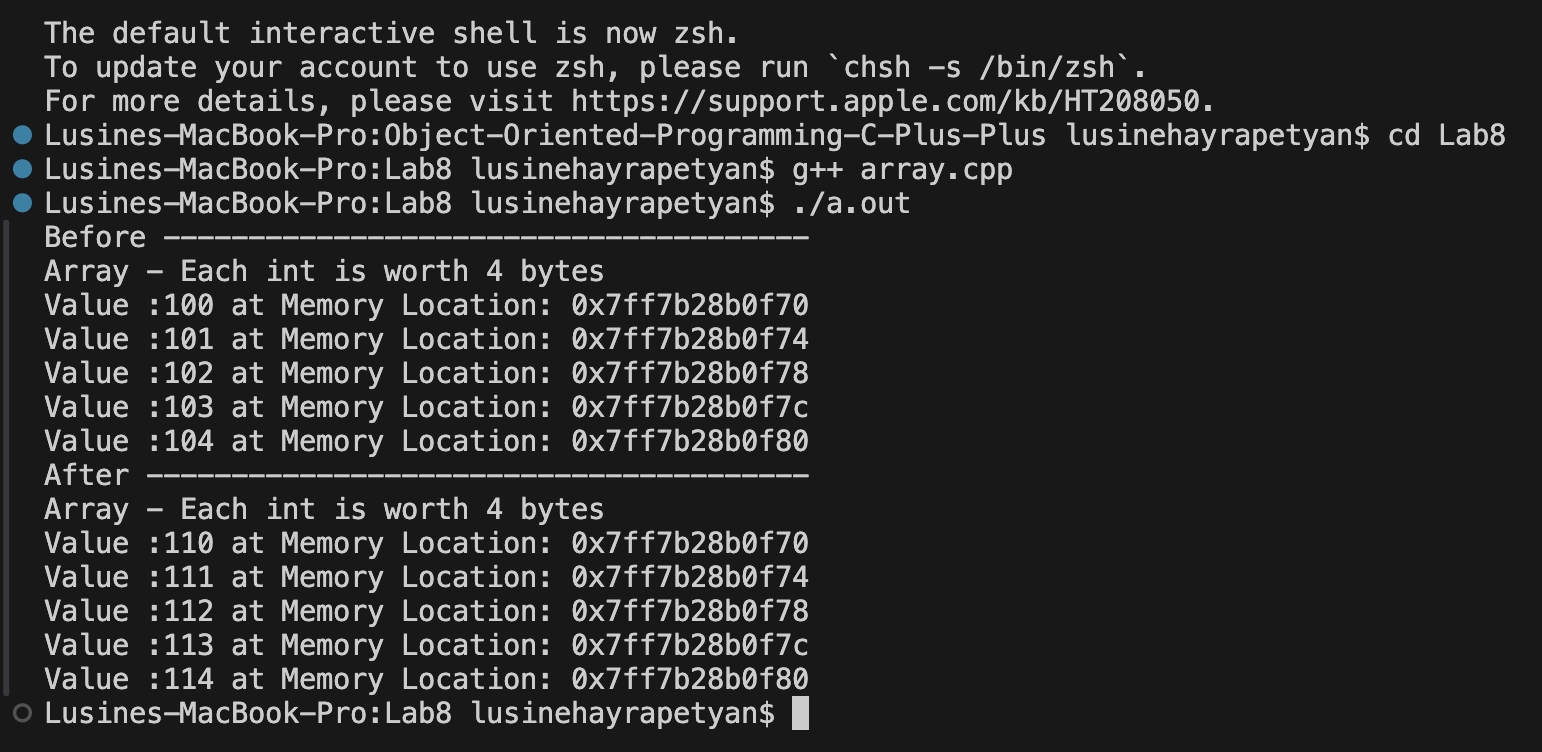 The default interactive shell is now zsh.
To update your account to use zsh, please run `chsh -s /bin/zsh`.
For more details, please visit https://support.apple.com/kb/HT208050.
Lusines-MacBook-Pro:Object-Oriented-Programming-C-Plus-Plus lusinehayrapetyan$ cd Lab8
Lusines-MacBook-Pro:Lab8 lusinehayrapetyan$ g++ array.cpp
Lusines-MacBook-Pro:Lab8 lusinehayrapetyan$ ./a.out
Before --------------------------------------
Array - Each int is worth 4 bytes
Value :100 at Memory Location: 0x7ff7b28b0f70
Value :101 at Memory Location: 0x7ff7b28b0f74
Value :102 at Memory Location: 0x7ff7b28b0f78
Value :103 at Memory Location: 0x7ff7b28b0f7c
Value :104 at Memory Location: 0x7ff7b28b0f80
After ---------------------------------------
Array - Each int is worth 4 bytes
Value :110 at Memory Location: 0x7ff7b28b0f70
Value :111 at Memory Location: 0x7ff7b28b0f74
Value :112 at Memory Location: 0x7ff7b28b0f78
Value :113 at Memory Location: 0x7ff7b28b0f7c
Value :114 at Memory Location: 0x7ff7b28b0f80
Lusines-MacBook-Pro:Lab8 lusinehayrapetyan$